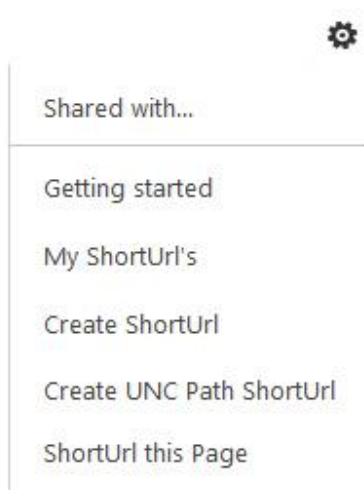 Shared with...
Getting started
My ShortUrl's
Create ShortUrl
Create UNC Path ShortUrl
ShortUrl this Page